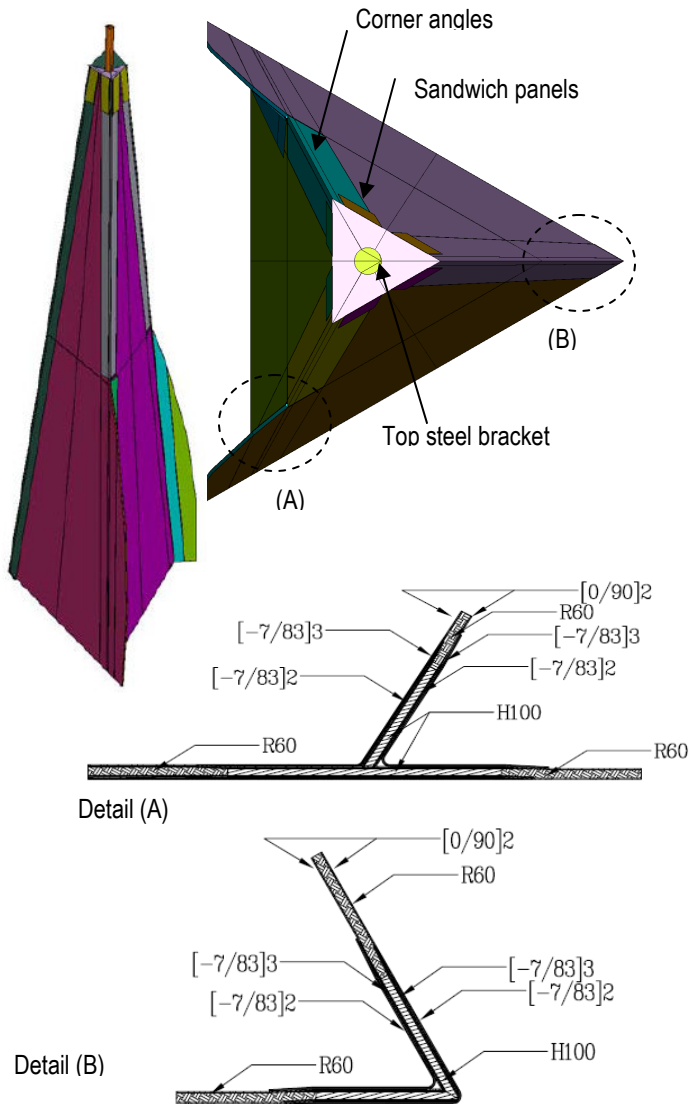 Corner angles
Sandwich panels
(B)
Top steel bracket
(A)
[0/90]2
R60
[-7/83]3
[-7/83]3
[-7/83]2
[-7/83]2
H100
R60
R60
Detail (A)
[0/90]2
R60
[-7/83]3
[-7/83]3
[-7/83]2
[-7/83]2
H100
Detail (B)
R60